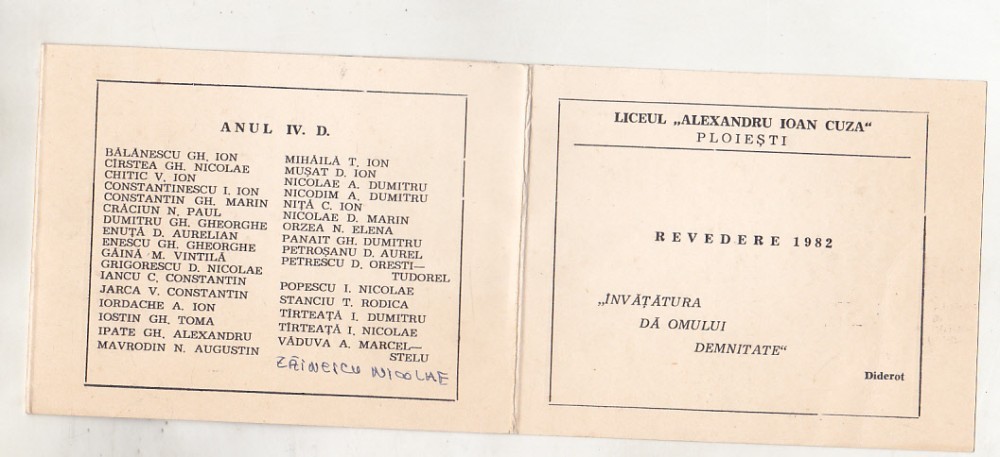 ANUL IV. D.
BĂLĂNESCU GH. ION
CÎRSTEA GH. NICOLAE
CHITIC V. ION
CONSTANTINESCU I. ION
CONSTANTIN GH. MARIN
CRĂCIUN N. PAUL
DUMITRU GH. GHEORGHE
ENUȚĂ D. AURELIAN
ENESCU GH. GHEORGHE
GĂINĂ M. VINTILĂ
GRIGORESCU D. NICOLAE
IANCU C. CONSTANTIN
JARCA V. CONSTANTIN
IORDACHE A. ION
IOSTIN GH. TOMA
IPATE GH. ALEXANDRU
MAVRODIN N. AUGUSTIN
MIHĂILĂ T. ION
MUȘAT D. ION
NICOLAE A. DUMITRU
NICODIM A. DUMITRU
NIȚĂ C. ION
NICOLAE D. MARIN
ORZEA N. ELENA
PANAIT GH. DUMITRU
PETROȘANU D. AUREL
PETRESCU D. ORESTI—
TUDOREL
POPESCU I. NICOLAE
STANCIU T. RODICA
TÎRTEAȚĂ I. DUMITRU
TÎRTEAȚĂ I. NICOLAE
VĂDUVA A. MARCEL—
STELU
ZĂINESCU NICOLAE
LICEUL „ALEXANDRU IOAN CUZA“
PLOIEȘTI
REVEDERE 1982
„ÎNVĂȚĂTURA
DĂ OMULUI
DEMNITATE“
Diderot